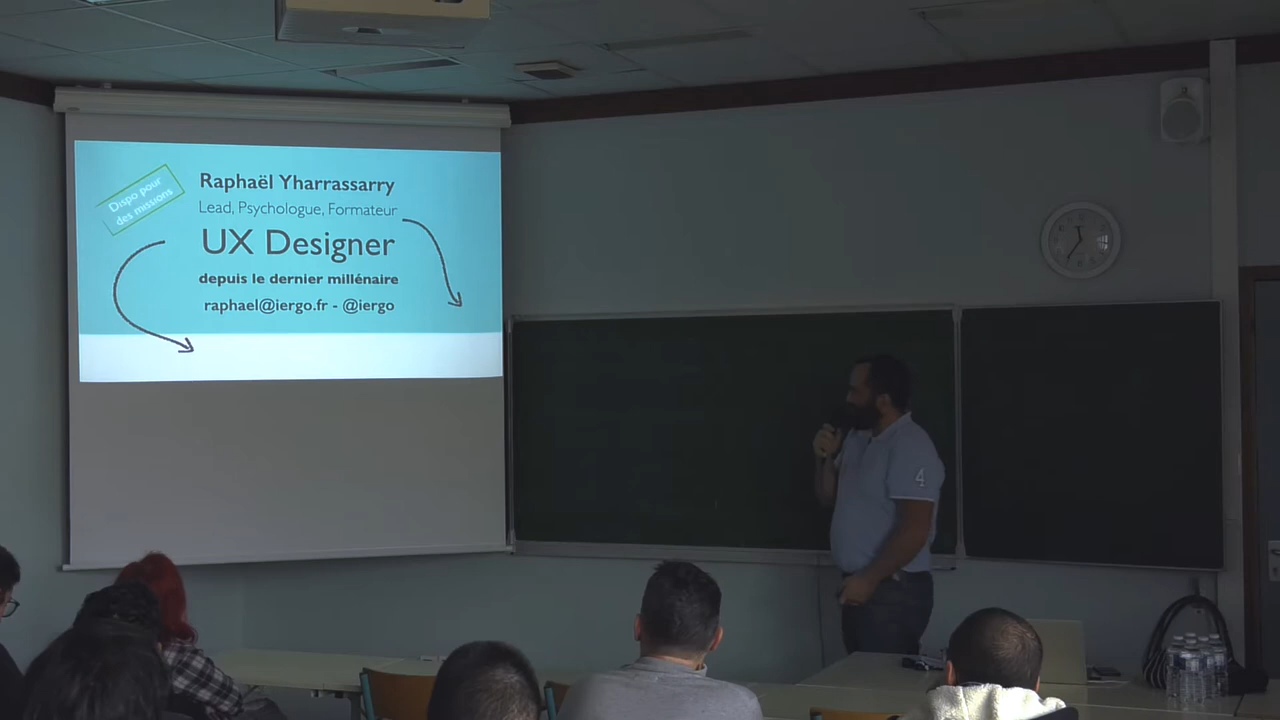 Dispo pour
des missions
Raphaël Yharrassarry
Lead, Psychologue, Formateur
UX Designer
depuis le dernier millénaire
raphael@iergo.fr - @iergo
4